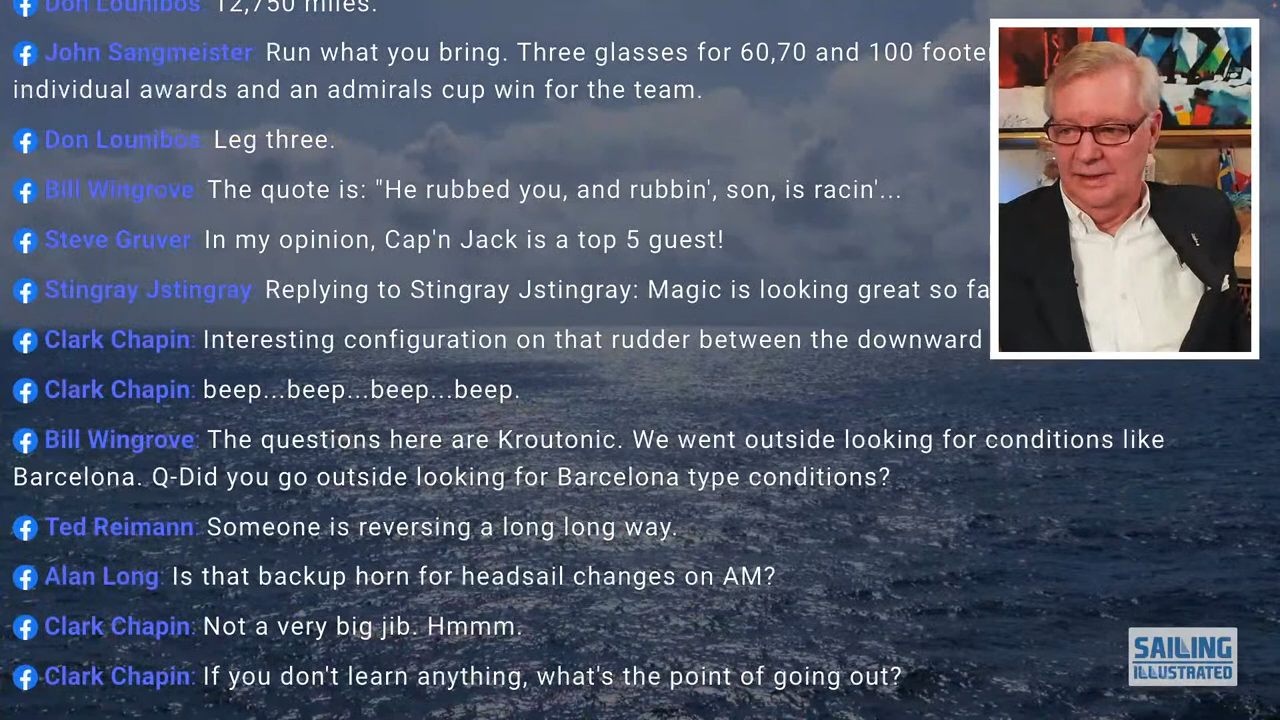 Don Lounibos: 12,750 miles.
John Sangmeister: Run what you bring. Three glasses for 60,70 and 100 footer
individual awards and an admirals cup win for the team.
Don Lounibos: Leg three.
Bill Wingrove: The quote is: "He rubbed you, and rubbin', son, is racin'...
Steve Gruver: In my opinion, Cap'n Jack is a top 5 guest!
Stingray Jstingray: Replying to Stingray Jstingray: Magic is looking great so fa
Clark Chapin: Interesting configuration on that rudder between the downward
Clark Chapin: beep...beep...beep...beep.
Bill Wingrove: The questions here are Kroutonic. We went outside looking for conditions like
Barcelona. Q-Did you go outside looking for Barcelona type conditions?
Ted Reimann: Someone is reversing a long long way.
Alan Long: Is that backup horn for headsail changes on AM?
Clark Chapin: Not a very big jib. Hmmm.
Clark Chapin: If you don't learn anything, what's the point of going out?
SAILING
ILLUSTRATED